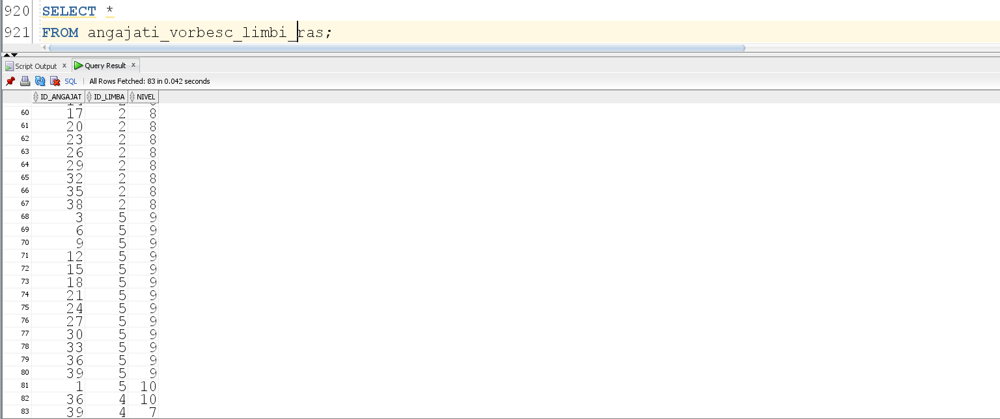 920 SELECT *
921 FROM angajati_vorbesc_limbi_ras;
Script Output x Query Result x
SQL | All Rows Fetched: 83 in 0.042 seconds
ID_ANGAJAT ID_LIMBA NIVEL
60 17 2 8
61 20 2 8
62 23 2 8
63 26 2 8
64 29 2 8
65 32 2 8
66 35 2 8
67 38 2 8
68 3 5 9
69 6 5 9
70 9 5 9
71 12 5 9
72 15 5 9
73 18 5 9
74 21 5 9
75 24 5 9
76 27 5 9
77 30 5 9
78 33 5 9
79 36 5 9
80 39 5 9
81 1 5 10
82 36 4 10
83 39 4 7